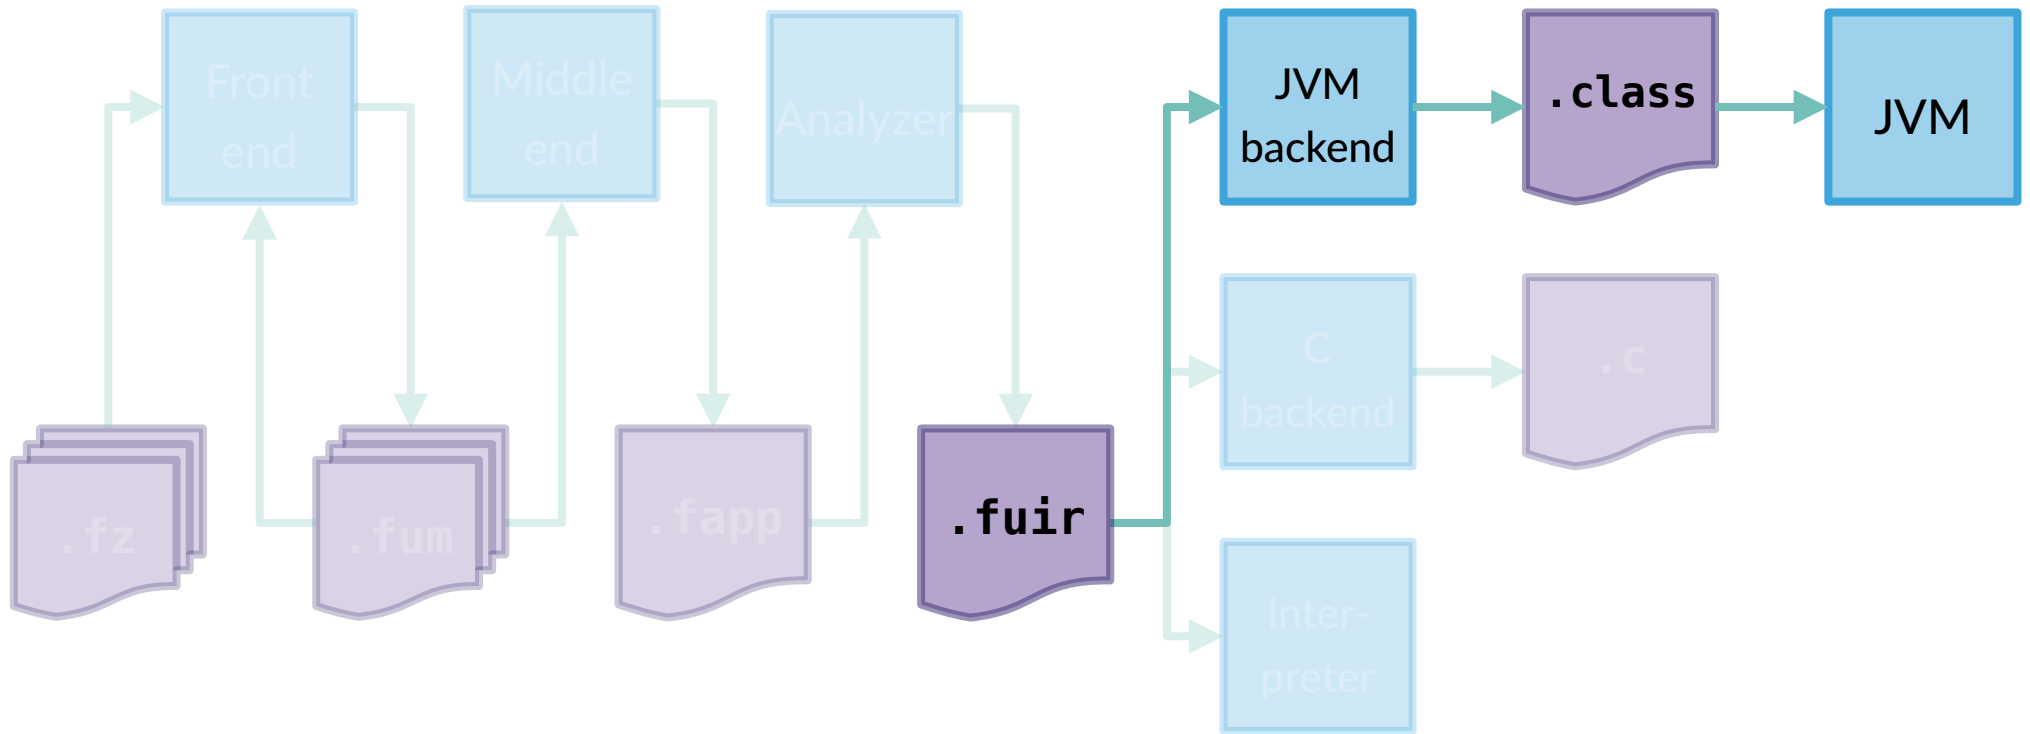 Front
end
Middle
end
Analyzer
JVM
backend
.class
JVM
C
backend
.c
.fz
.fum
.fapp
.fuir
Inter-
preter